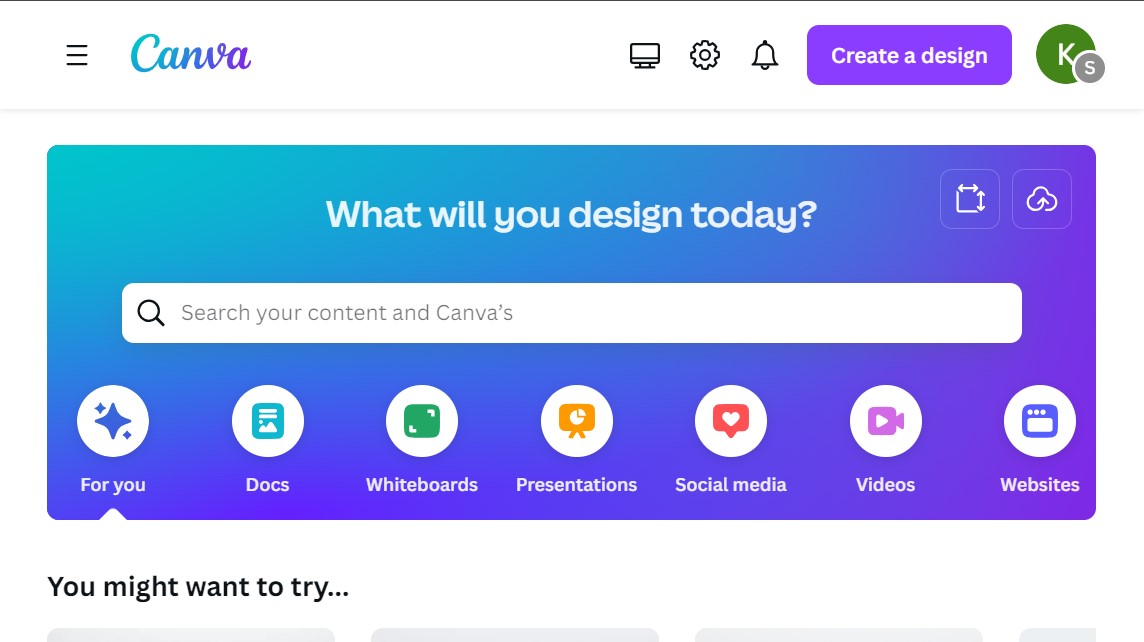 Canva
Create a design
K
S
What will you design today?
Search your content and Canva’s
For you
Docs
Whiteboards
Presentations
Social media
Videos
Websites
You might want to try...